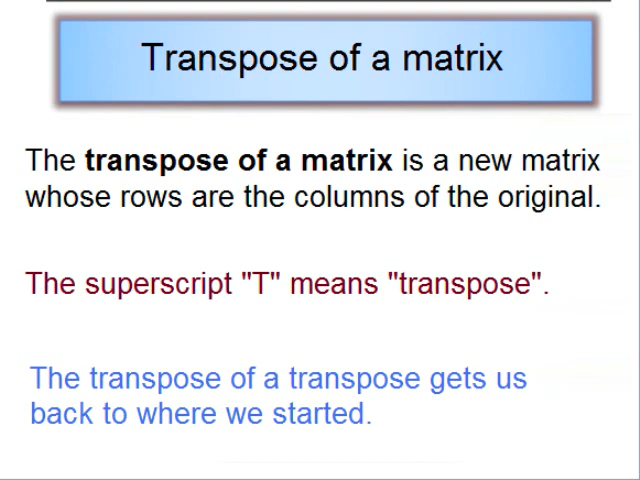 Transpose of a matrix
The transpose of a matrix is a new matrix
whose rows are the columns of the original.
The superscript "T" means "transpose".
The transpose of a transpose gets us
back to where we started.